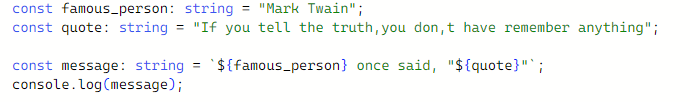 const famous_person: string = "Mark Twain";
const quote: string = "If you tell the truth,you don,t have remember anything";
const message: string = `${famous_person} once said, "${quote}"`;
console.log(message);